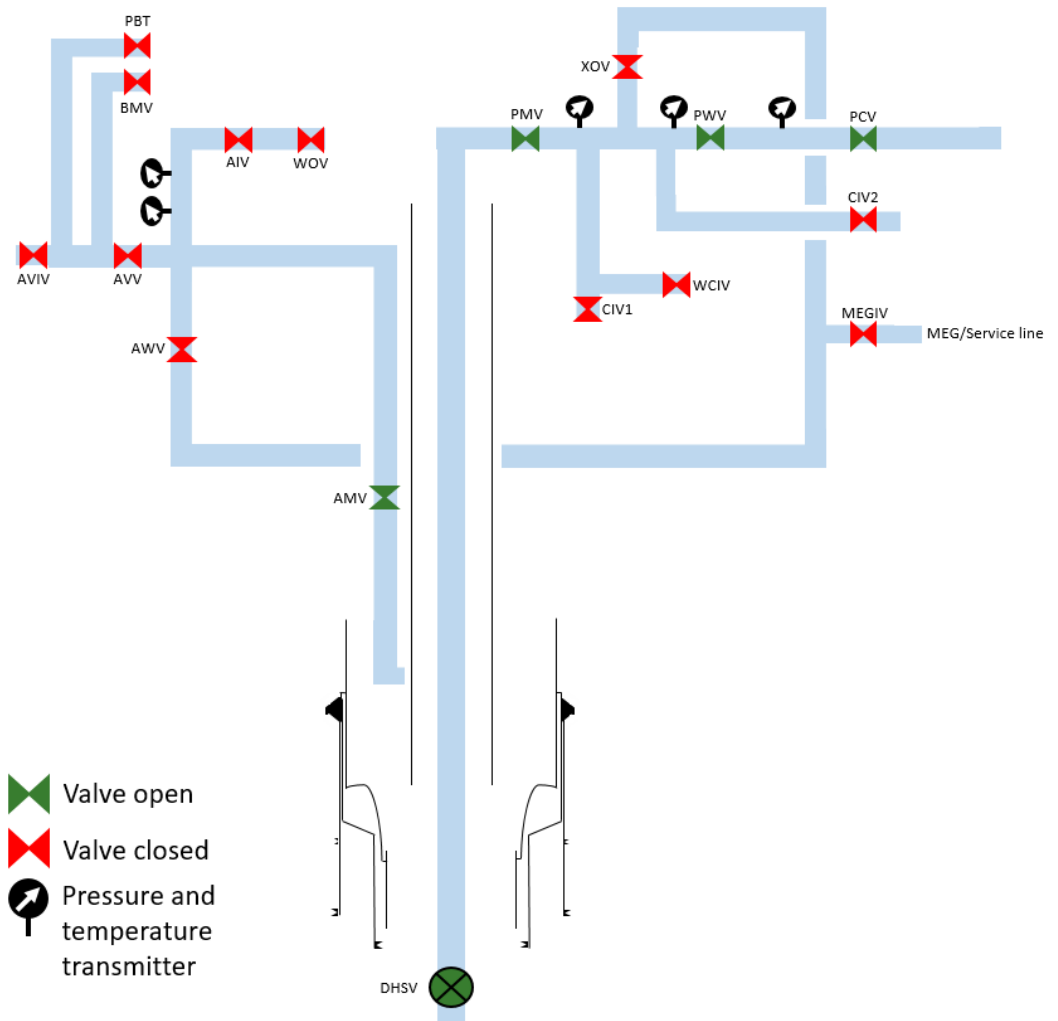 PBT
BMV
AIV
WOV
AVIV
AVV
AWV
AMV
XOV
PMV
PWV
PCV
CIV2
WCIV
CIV1
MEGIV
MEG/Service line
DHSV
Valve open
Valve closed
Pressure and
temperature
transmitter